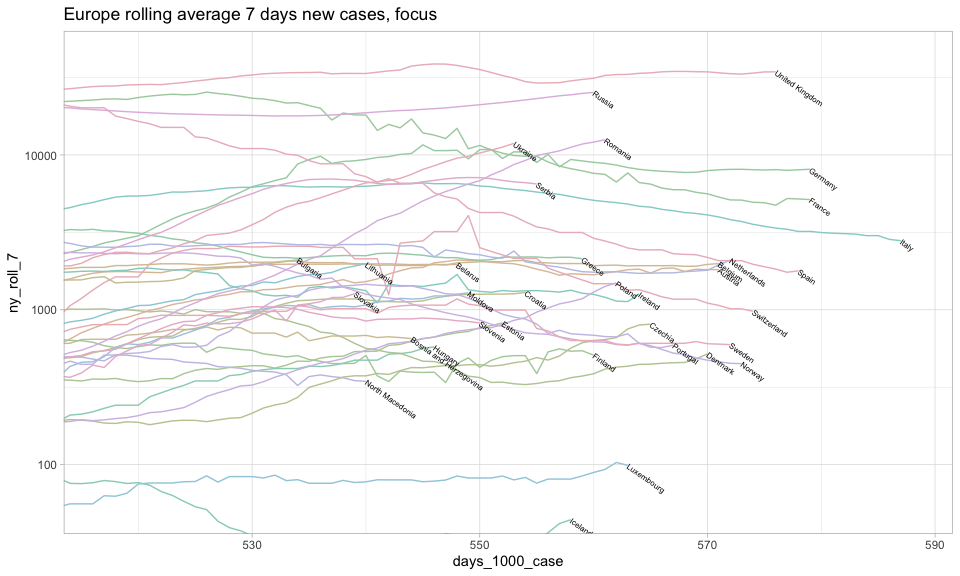 Europe rolling average 7 days new cases, focus
United Kingdom
Russia
Romania
Ukraine
10000
Germany
Serbia
France
Italy
ny_roll_7
Bulgaria
Lithuania
Belarus
Greece
Netherlands
Belgium
Austria
Spain
Slovakia
Moldova
Croatia
Poland
Ireland
1000
Switzerland
Slovenia
Estonia
Czechia
Bosnia and Herzegovina
Hungary
Finland
Portugal
Denmark
Sweden
Norway
North Macedonia
100
Luxembourg
Iceland
530
550
570
590
days_1000_case